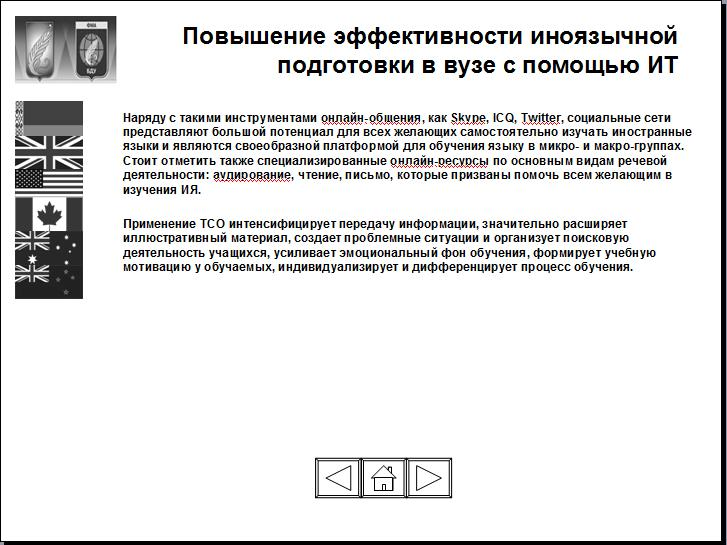 Повышение эффективности иноязычной
подготовки в вузе с помощью ИТ
ФМА
БДУ
Наряду с такими инструментами онлайн-общения, как Skype, ICQ, Twitter, социальные сети
представляют большой потенциал для всех желающих самостоятельно изучать иностранные
языки и являются своеобразной платформой для обучения языку в микро- и макро-группах.
Стоит отметить также специализированные онлайн-ресурсы по основным видам речевой
деятельности: аудирование, чтение, письмо, которые призваны помочь всем желающим в
изучения ИЯ.
Применение ТСО интенсифицирует передачу информации, значительно расширяет
иллюстративный материал, создает проблемные ситуации и организует поисковую
деятельность учащихся, усиливает эмоциональный фон обучения, формирует учебную
мотивацию у обучаемых, индивидуализирует и дифференцирует процесс обучения.